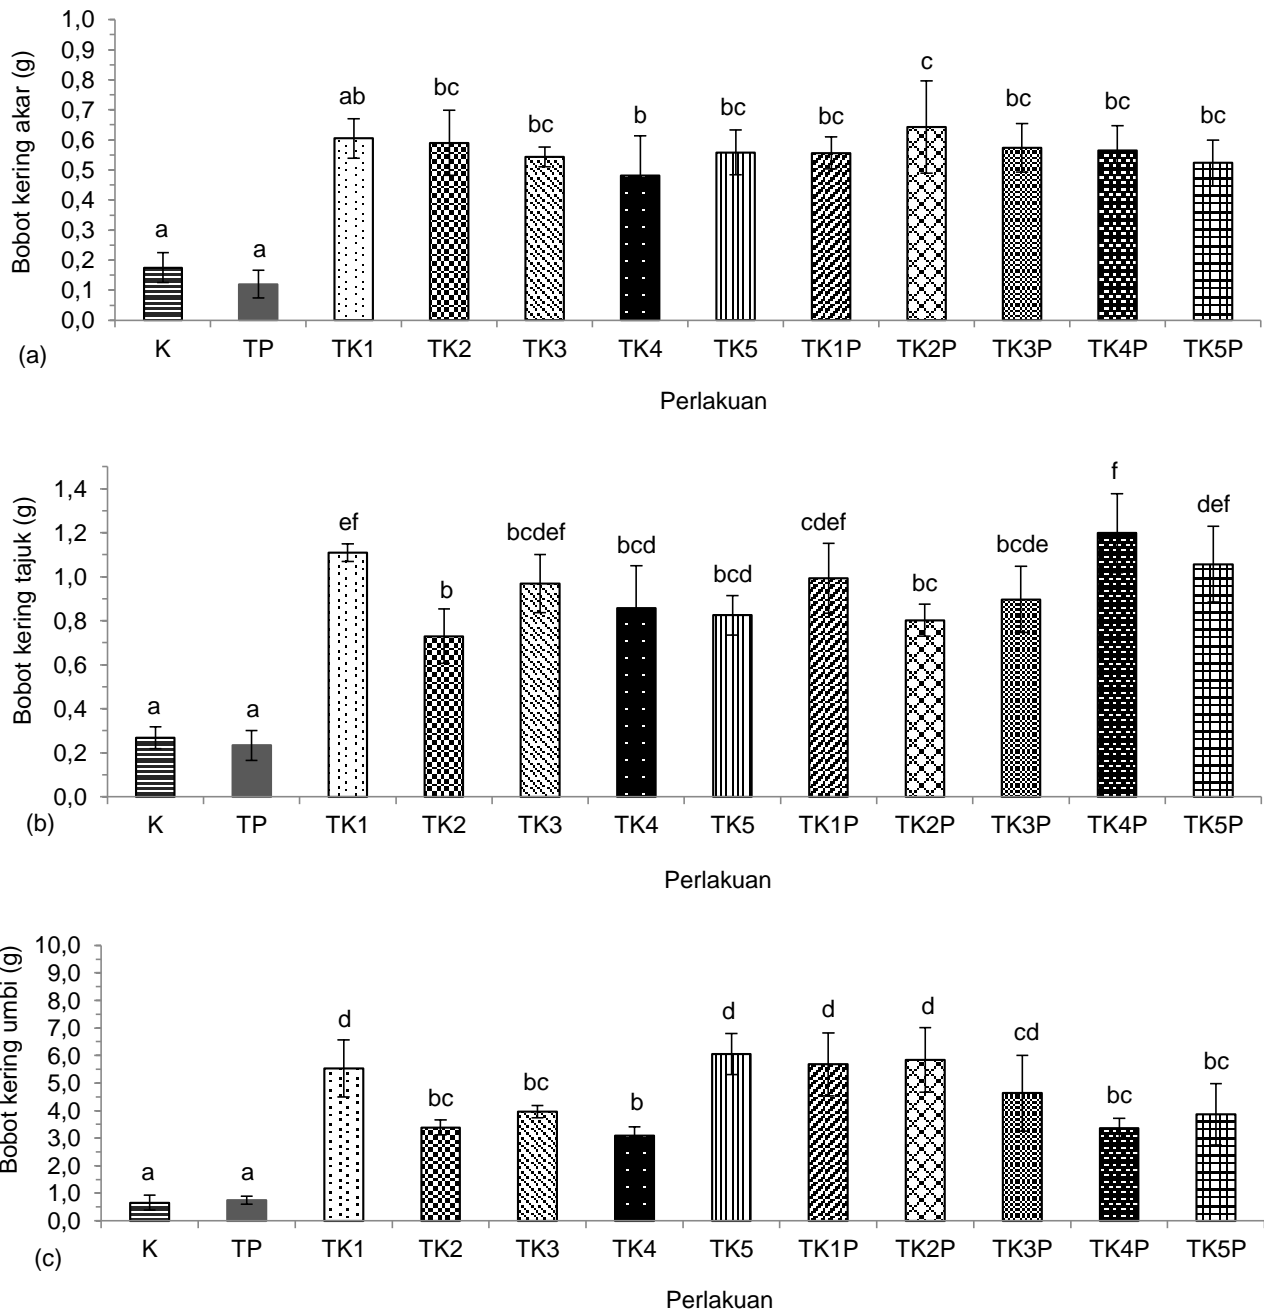 Bobot kering akar (g)
1,0
0,9
0,8
0,7
0,6
0,5
0,4
0,3
0,2
0,1
0,0
a a ab bc bc b bc bc c bc bc bc
K TP TK1 TK2 TK3 TK4 TK5 TK1P TK2P TK3P TK4P TK5P
(a)
Perlakuan
Bobot kering tajuk (g)
1,4
1,2
1,0
0,8
0,6
0,4
0,2
0,0
a a ef b bcdef bcd bcd cdef bc bcde f def
K TP TK1 TK2 TK3 TK4 TK5 TK1P TK2P TK3P TK4P TK5P
(b)
Perlakuan
Bobot kering umbi (g)
10,0
9,0
8,0
7,0
6,0
5,0
4,0
3,0
2,0
1,0
0,0
a a d bc bc b d d d cd bc bc
K TP TK1 TK2 TK3 TK4 TK5 TK1P TK2P TK3P TK4P TK5P
(c)
Perlakuan